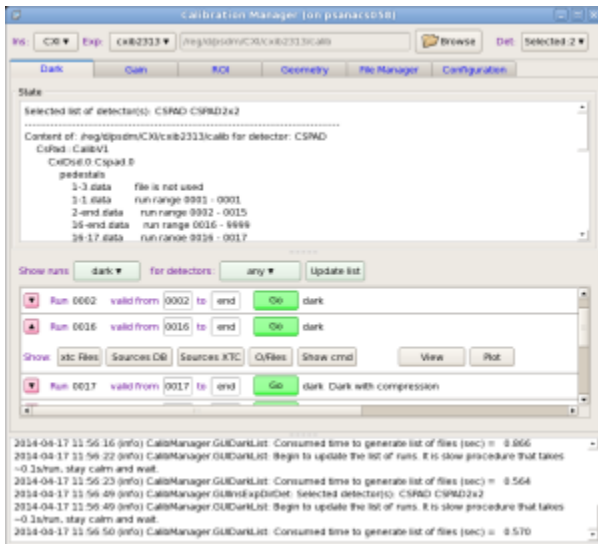 Calibration Manager (on psanacs058)
Ins: CXI Exp: cxib2313 /reg/d/psdm/CXI/cxib2313/calib Browse Det: Selected:2
Dark Gain ROI Geometry File Manager Configuration
State
Selected list of detector(s): CSPAD CSPAD2x2
Content of: /reg/d/psdm/CXI/cxib2313/calib for detector: CSPAD
CsPad::CalibV1
CxiDsd.0:Cspad.0
pedestals
1-3.data file is not used
1-1.data run range 0001 - 0001
2-end.data run range 0002 - 0015
16-end.data run range 0016 - 9999
16-17.data run range 0016 - 0017
Show runs: dark for detectors: any Update list
Run 0002 valid from 0002 to end Go dark
Run 0016 valid from 0016 to end Go dark
Show: xtc Files Sources DB Sources XTC O/Files Show cmd View Plot
Run 0017 valid from 0017 to end Go dark Dark with compression
2014-04-17 11:56:16 (info) CalibManager.GUIDarkList: Consumed time to generate list of files (sec) = 0.866
2014-04-17 11:56:22 (info) CalibManager.GUIDarkList: Begin to update the list of runs. It is slow procedure that takes
~0.1s/run, stay calm and wait.
2014-04-17 11:56:23 (info) CalibManager.GUIDarkList: Consumed time to generate list of files (sec) = 0.564
2014-04-17 11:56:49 (info) CalibManager.GUIInsExpDirDet: Selected detector(s): CSPAD CSPAD2x2
2014-04-17 11:56:49 (info) CalibManager.GUIDarkList: Begin to update the list of runs. It is slow procedure that takes
~0.1s/run, stay calm and wait.
2014-04-17 11:56:50 (info) CalibManager.GUIDarkList: Consumed time to generate list of files (sec) = 0.570